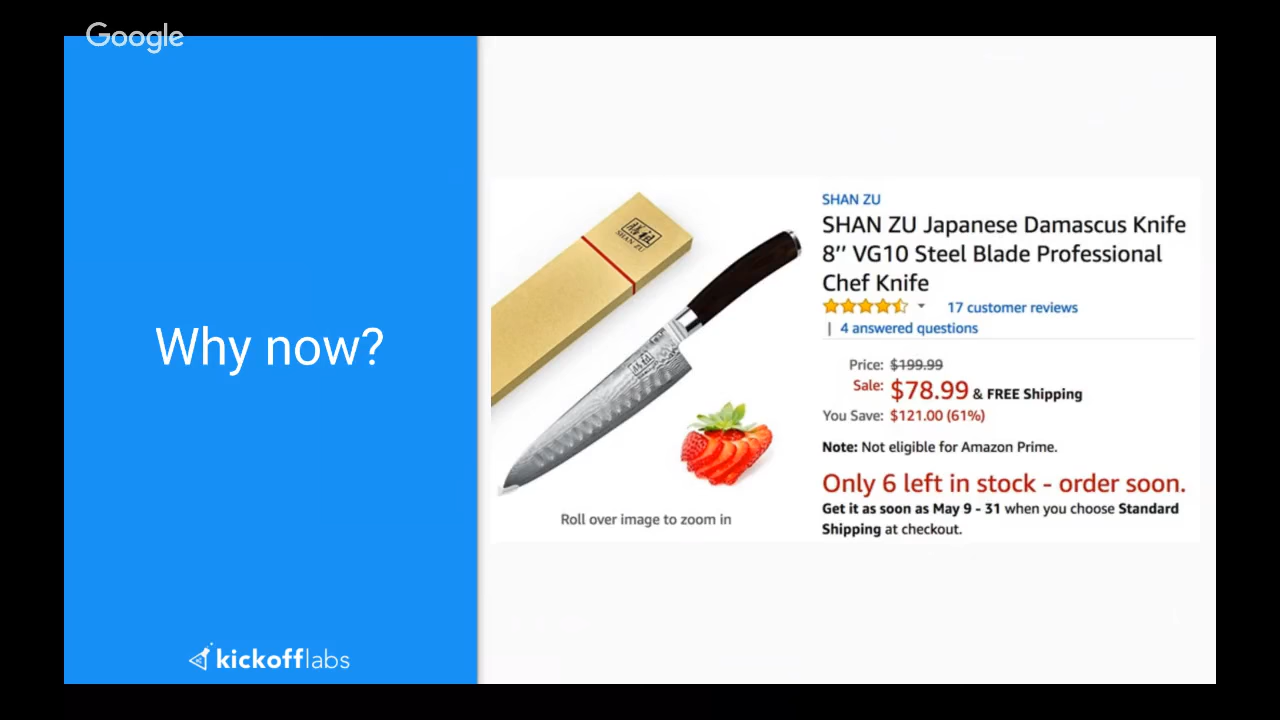 Google
Why now?
kickofflabs
SHAN ZU
Roll over image to zoom in
SHAN ZU
SHAN ZU Japanese Damascus Knife
8’’ VG10 Steel Blade Professional
Chef Knife
17 customer reviews
| 4 answered questions
Price: $199.99
Sale: $78.99 & FREE Shipping
You Save: $121.00 (61%)
Note: Not eligible for Amazon Prime.
Only 6 left in stock - order soon.
Get it as soon as May 9 - 31 when you choose Standard
Shipping at checkout.